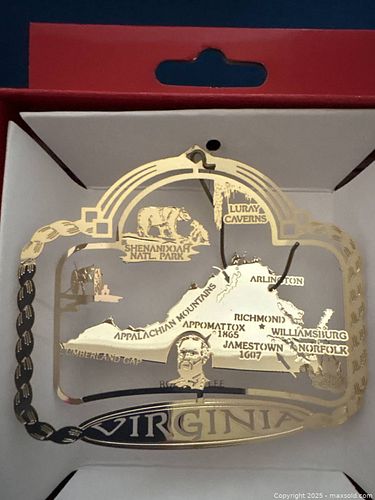 LURAY
CAVERNS
SHENANDOAH
NATL. PARK
ARLINGTON
APPALACHIAN MOUNTAINS
RICHMOND
APPOMATTOX
1865
WILLIAMSBURG
JAMESTOWN
1607
NORFOLK
CUMBERLAND GAP
VIRGINIA
Copyright 2025 - maxsold.com